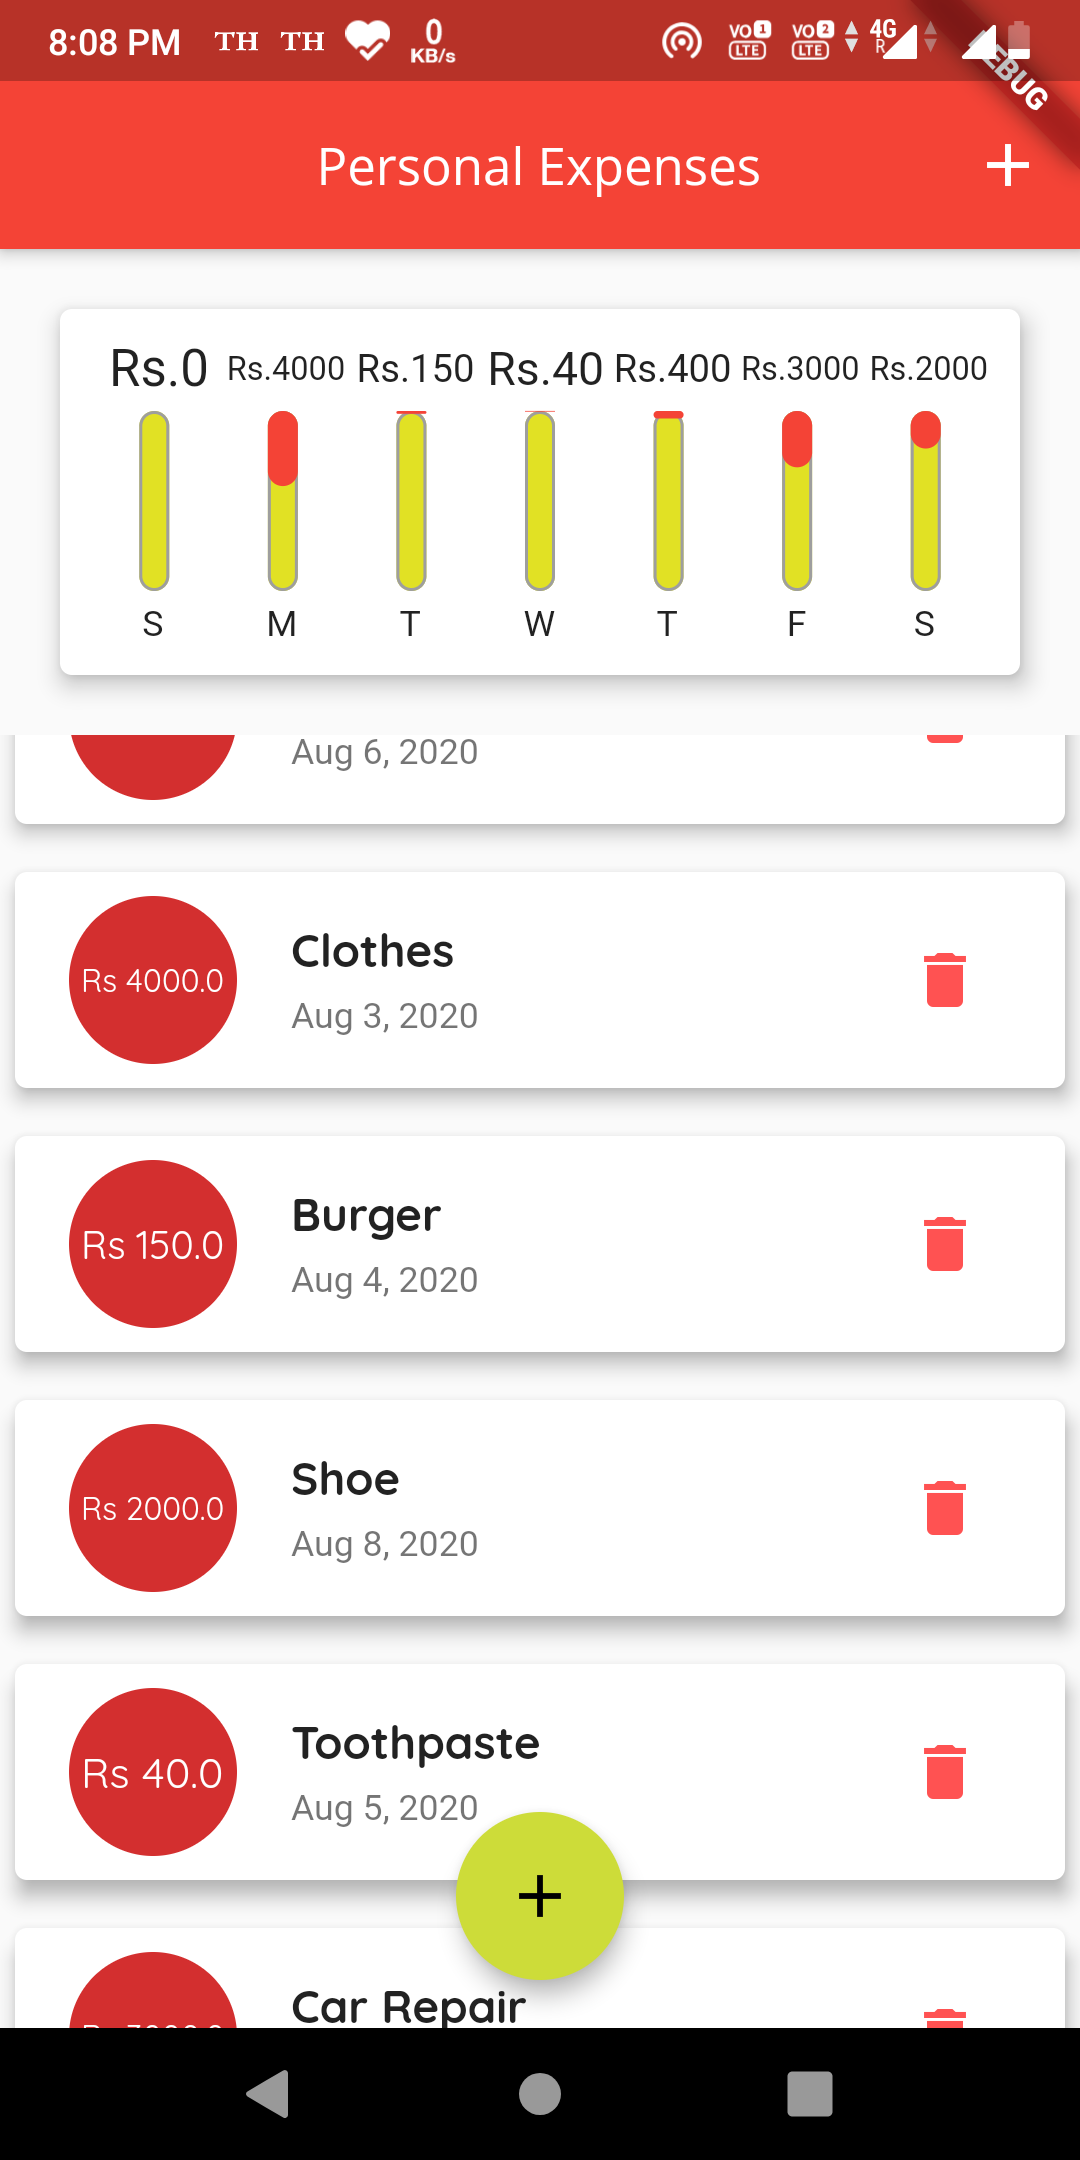 8:08 PM TH TH 0 KB/s VO 1 LTE VO 2 LTE 4G R
DEBUG
Personal Expenses
Rs.0 Rs.4000 Rs.150 Rs.40 Rs.400 Rs.3000 Rs.2000
S M T W T F S
Aug 6, 2020
Clothes
Rs 4000.0
Aug 3, 2020
Burger
Rs 150.0
Aug 4, 2020
Shoe
Rs 2000.0
Aug 8, 2020
Toothpaste
Rs 40.0
Aug 5, 2020
Car Repair